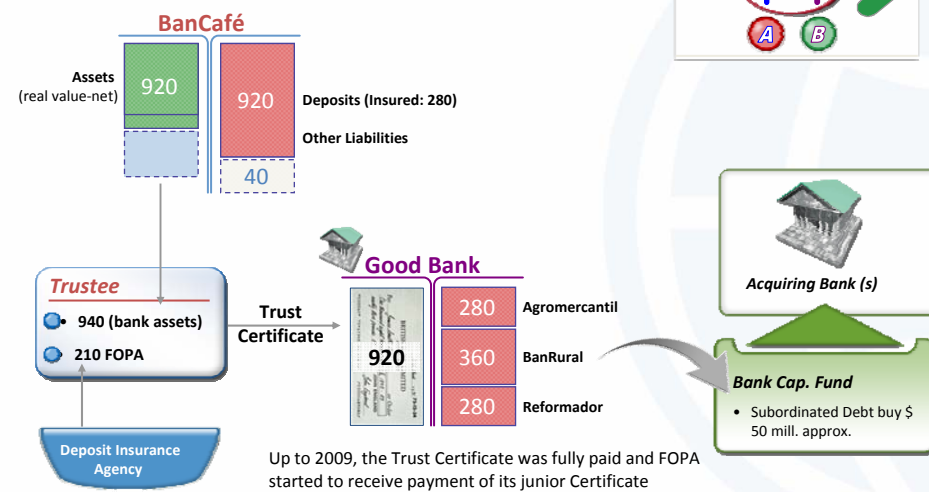 A
B
BanCafé
Assets
(real value-net)
920
920
Deposits (Insured: 280)
Other Liabilities
40
Trustee
• 940 (bank assets)
210 FOPA
Trust
Certificate
Good Bank
920
280
Agromercantil
360
BanRural
280
Reformador
Acquiring Bank (s)
Bank Cap. Fund
• Subordinated Debt buy $
50 mill. approx.
Deposit Insurance
Agency
Up to 2009, the Trust Certificate was fully paid and FOPA
started to receive payment of its junior Certificate